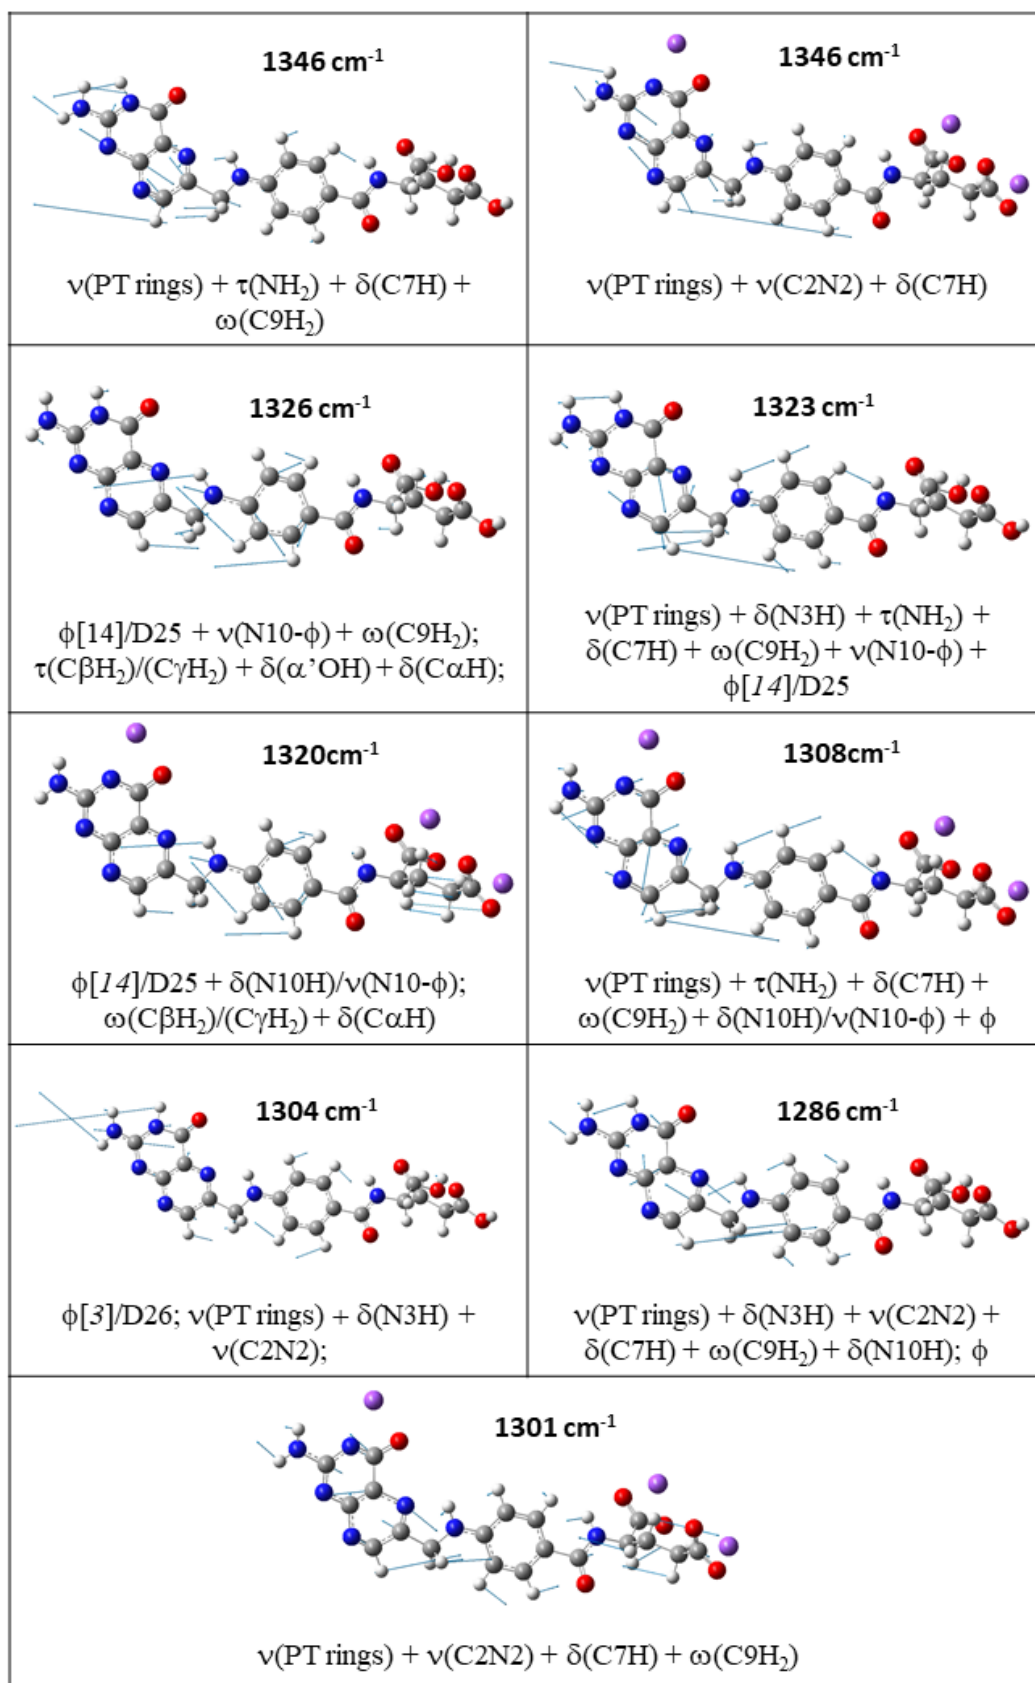 1346 cm⁻¹
ν(PT rings) + τ(NH₂) + δ(C7H) +
ω(C9H₂)
1346 cm⁻¹
ν(PT rings) + ν(C2N2) + δ(C7H)
1326 cm⁻¹
ϕ[14]/D25 + ν(N10-ϕ) + ω(C9H₂);
τ(CβH₂)/(CγH₂) + δ(α’OH) + δ(CαH);
1323 cm⁻¹
ν(PT rings) + δ(N3H) + τ(NH₂) +
δ(C7H) + ω(C9H₂) + ν(N10-ϕ) +
ϕ[14]/D25
1320cm⁻¹
ϕ[14]/D25 + δ(N10H)/ν(N10-ϕ);
ω(CβH₂)/(CγH₂) + δ(CαH)
1308cm⁻¹
ν(PT rings) + τ(NH₂) + δ(C7H) +
ω(C9H₂) + δ(N10H)/ν(N10-ϕ) + ϕ
1304 cm⁻¹
ϕ[3]/D26; ν(PT rings) + δ(N3H) +
ν(C2N2);
1286 cm⁻¹
ν(PT rings) + δ(N3H) + ν(C2N2) +
δ(C7H) + ω(C9H₂) + δ(N10H); ϕ
1301 cm⁻¹
ν(PT rings) + ν(C2N2) + δ(C7H) + ω(C9H₂)